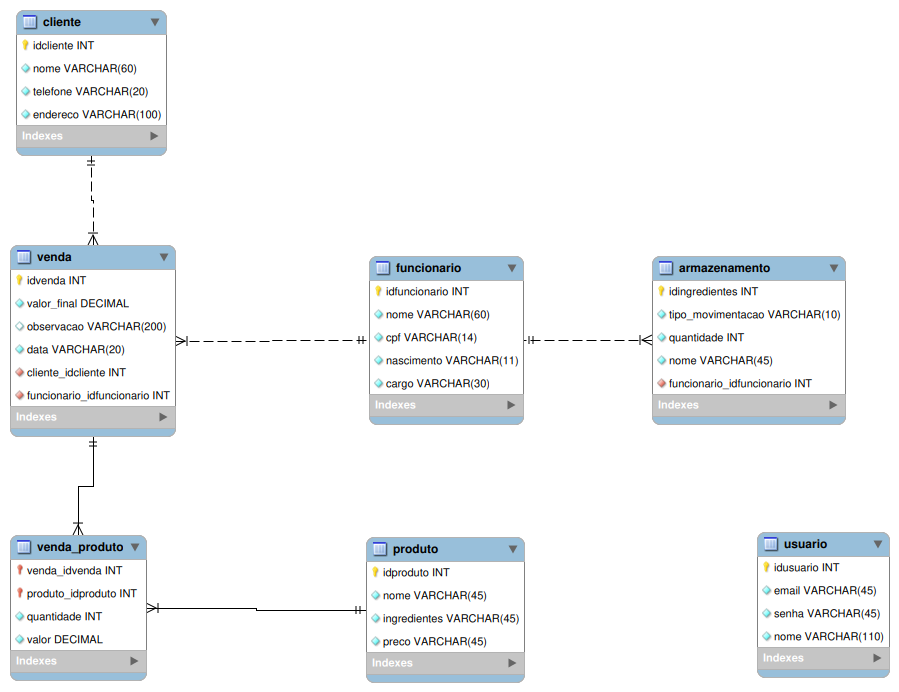 cliente
idcliente INT
nome VARCHAR(60)
telefone VARCHAR(20)
endereco VARCHAR(100)
Indexes
venda
idvenda INT
valor_final DECIMAL
observacao VARCHAR(200)
data VARCHAR(20)
cliente_idcliente INT
funcionario_idfuncionario INT
Indexes
funcionario
idfuncionario INT
nome VARCHAR(60)
cpf VARCHAR(14)
nascimento VARCHAR(11)
cargo VARCHAR(30)
Indexes
armazenamento
idingredientes INT
tipo_movimentacao VARCHAR(10)
quantidade INT
nome VARCHAR(45)
funcionario_idfuncionario INT
Indexes
venda_produto
venda_idvenda INT
produto_idproduto INT
quantidade INT
valor DECIMAL
Indexes
produto
idproduto INT
nome VARCHAR(45)
ingredientes VARCHAR(45)
preco VARCHAR(45)
Indexes
usuario
idusuario INT
email VARCHAR(45)
senha VARCHAR(45)
nome VARCHAR(110)
Indexes